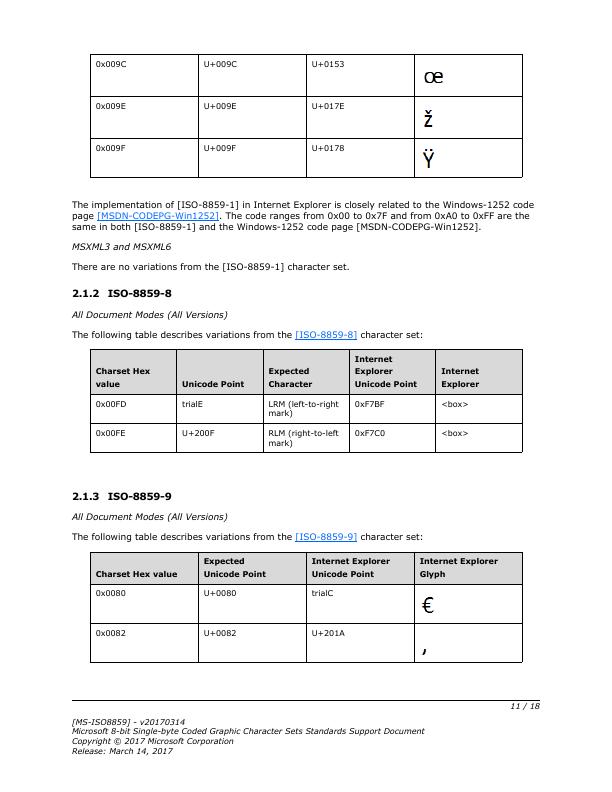 0x009C U+009C U+0153 œ
0x009E U+009E U+017E ž
0x009F U+009F U+0178 Ÿ
The implementation of [ISO-8859-1] in Internet Explorer is closely related to the Windows-1252 code
page [MSDN-CODEPG-Win1252]. The code ranges from 0x00 to 0x7F and from 0xA0 to 0xFF are the
same in both [ISO-8859-1] and the Windows-1252 code page [MSDN-CODEPG-Win1252].
MSXML3 and MSXML6
There are no variations from the [ISO-8859-1] character set.
2.1.2 ISO-8859-8
All Document Modes (All Versions)
The following table describes variations from the [ISO-8859-8] character set:
Charset Hex value Unicode Point Expected Character Internet Explorer Unicode Point Internet Explorer
0x00FD trialE LRM (left-to-right mark) 0xF7BF <box>
0x00FE U+200F RLM (right-to-left mark) 0xF7C0 <box>
2.1.3 ISO-8859-9
All Document Modes (All Versions)
The following table describes variations from the [ISO-8859-9] character set:
Charset Hex value Expected Unicode Point Internet Explorer Unicode Point Internet Explorer Glyph
0x0080 U+0080 trialC €
0x0082 U+0082 U+201A ‚
11 / 18
[MS-ISO8859] - v20170314
Microsoft 8-bit Single-byte Coded Graphic Character Sets Standards Support Document
Copyright © 2017 Microsoft Corporation
Release: March 14, 2017